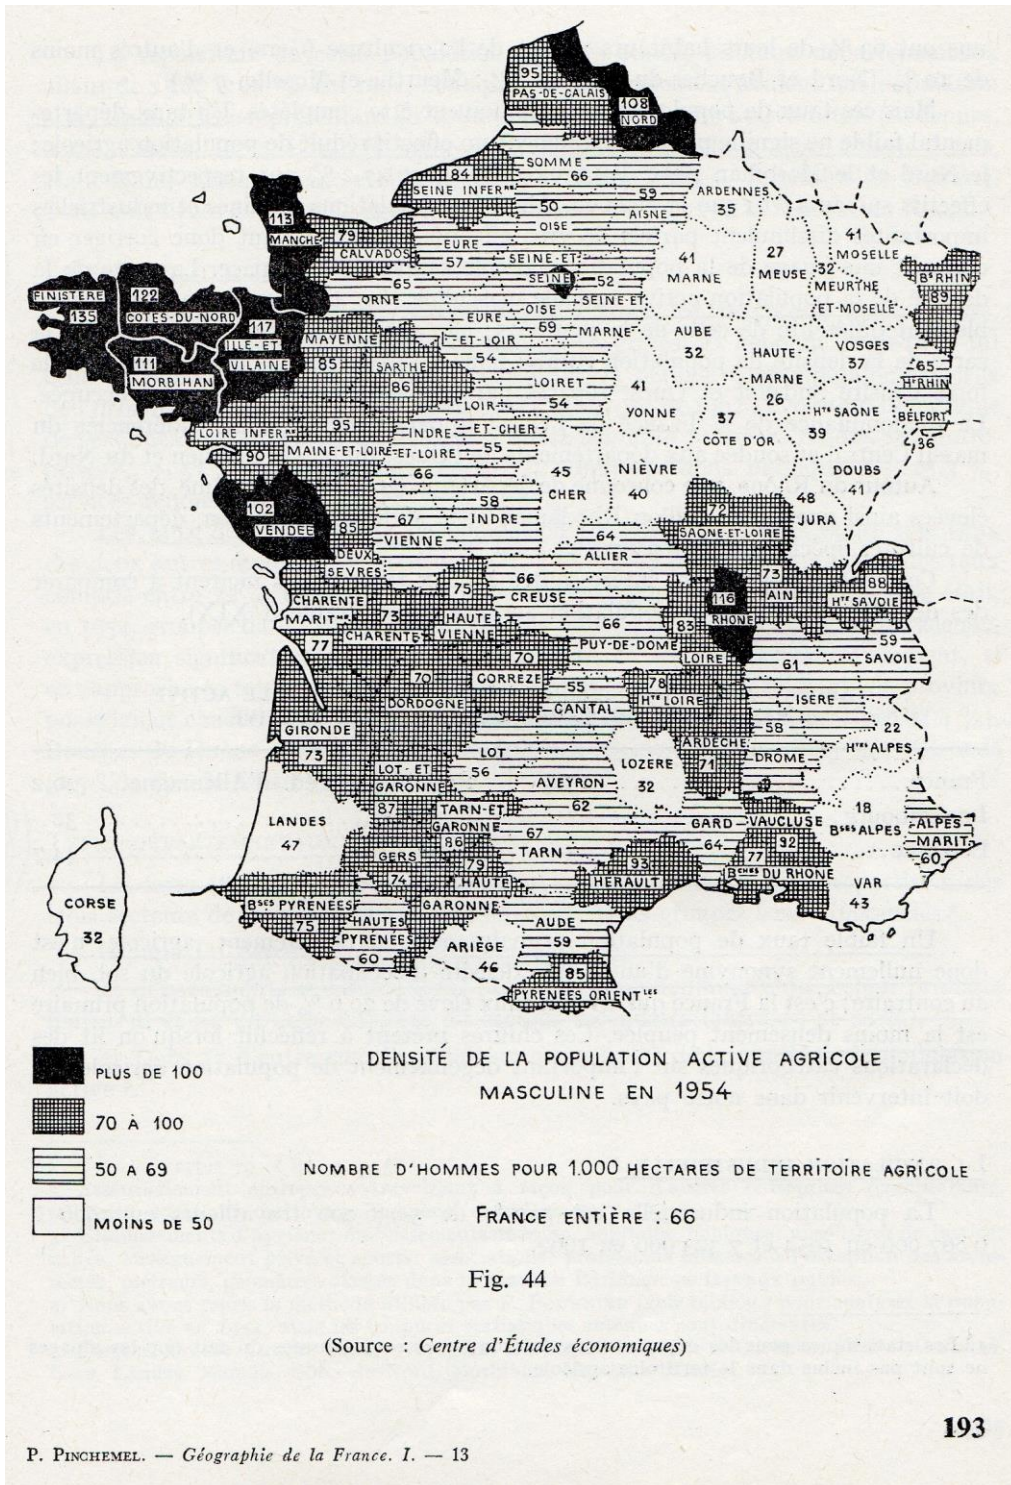 95
PAS-DE-CALAIS
108
NORD
SOMME
66
84
SEINE INFERRE
59
AISNE
ARDENNES
35
50
OISE
113
MANCHE
79
CALVADOS
EURE
57
SEINE-ET-
OISE
SEINE
52
SEINE-ET
MARNE
41
MARNE
27
MEUSE
41
MOSELLE
32
MEURTHE
ET-MOSELLE
BS RHIN
89
FINISTERE
135
122
COTES-DU-NORD
117
ILLE-ET
VILAINE
111
MORBIHAN
65
ORNE
EURE
ET-LOIR
54
59
MAYENNE
85
SARTHE
86
AUBE
32
HAUTE
MARNE
26
VOSGES
37
65
HT RHIN
LOIRET
54
41
YONNE
37
CÔTE D'OR
HTE SAÔNE
39
BELFORT
36
LOIR
ET-CHER
55
LOIRE INFERRE
90
95
MAINE-ET-LOIRE
INDRE
ET-LOIRE
66
45
CHER
NIÈVRE
40
DOUBS
41
48
JURA
102
VENDEE
85
DEUX
SEVRES
67
VIENNE
58
INDRE
72
SAONE-ET-LOIRE
64
ALLIER
CHARENTE
MARITME
77
73
CHARENTE
75
HAUTE
VIENNE
66
CREUSE
66
PUY-DE-DÔME
83
LOIRE
116
RHONE
73
AIN
88
HTE SAVOIE
59
SAVOIE
61
ISÈRE
70
DORDOGNE
70
CORREZE
55
CANTAL
78
HTE LOIRE
GIRONDE
73
LOT
56
AVEYRON
62
LOZÈRE
32
ARDECHE
71
58
DROME
22
HTES ALPES
LANDES
47
LOT-ET
GARONNE
87
TARN-ET
GARONNE
86
67
TARN
GARD
64
VAUCLUSE
92
18
BSES ALPES
ALPES
MARIT
60
GERS
74
79
HAUTE
GARONNE
93
HERAULT
77
BCHES DU RHONE
VAR
43
CORSE
32
BSES PYRENEES
75
HAUTES
PYRENEES
60
ARIÈGE
46
AUDE
59
85
PYRENEES ORIENTLES
PLUS DE 100
70 À 100
50 A 69
MOINS DE 50
DENSITÉ DE LA POPULATION ACTIVE AGRICOLE
MASCULINE EN 1954
NOMBRE D'HOMMES POUR 1.000 HECTARES DE TERRITOIRE AGRICOLE
FRANCE ENTIÈRE : 66
Fig. 44
(Source : Centre d'Études économiques)
193
P. PINCHEMEL. — Géographie de la France. I. — 13